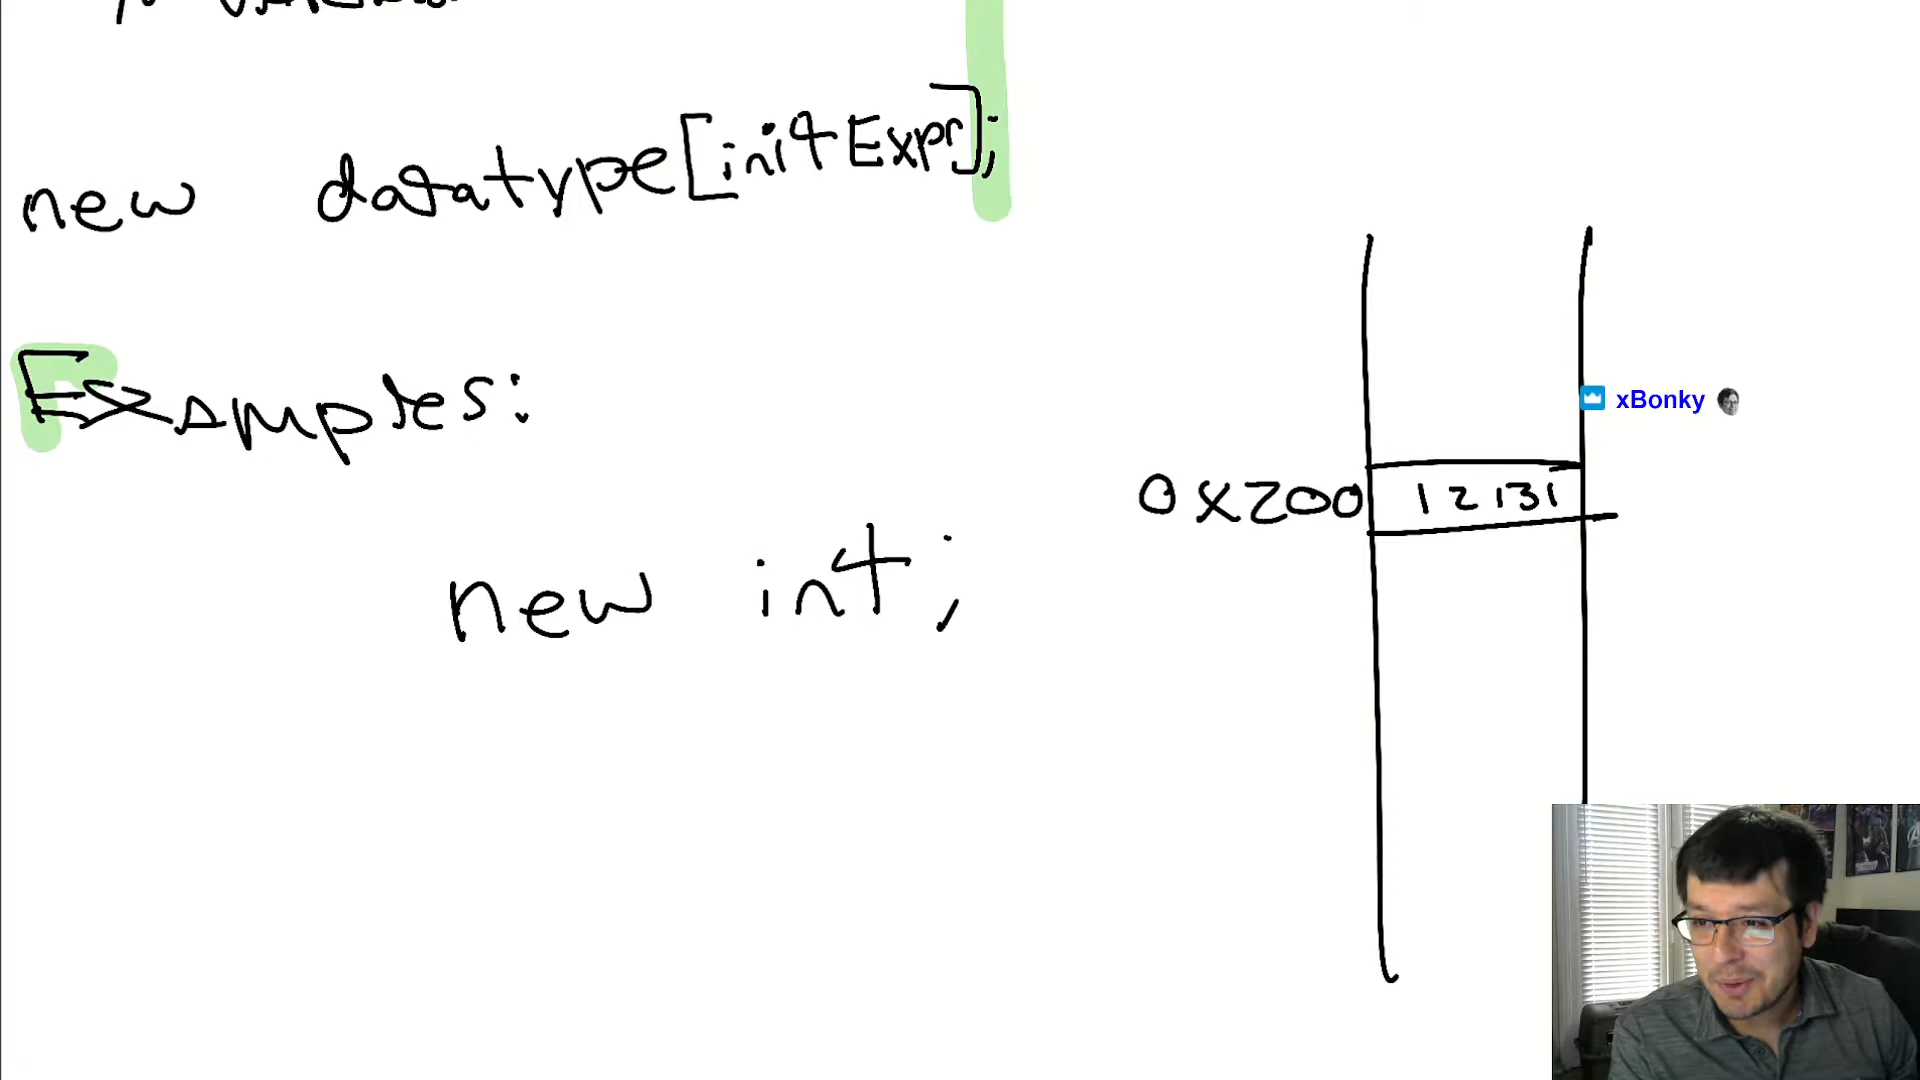 new datatype[initExpr];
Examples:
xBonky
0x200 12131
new int;